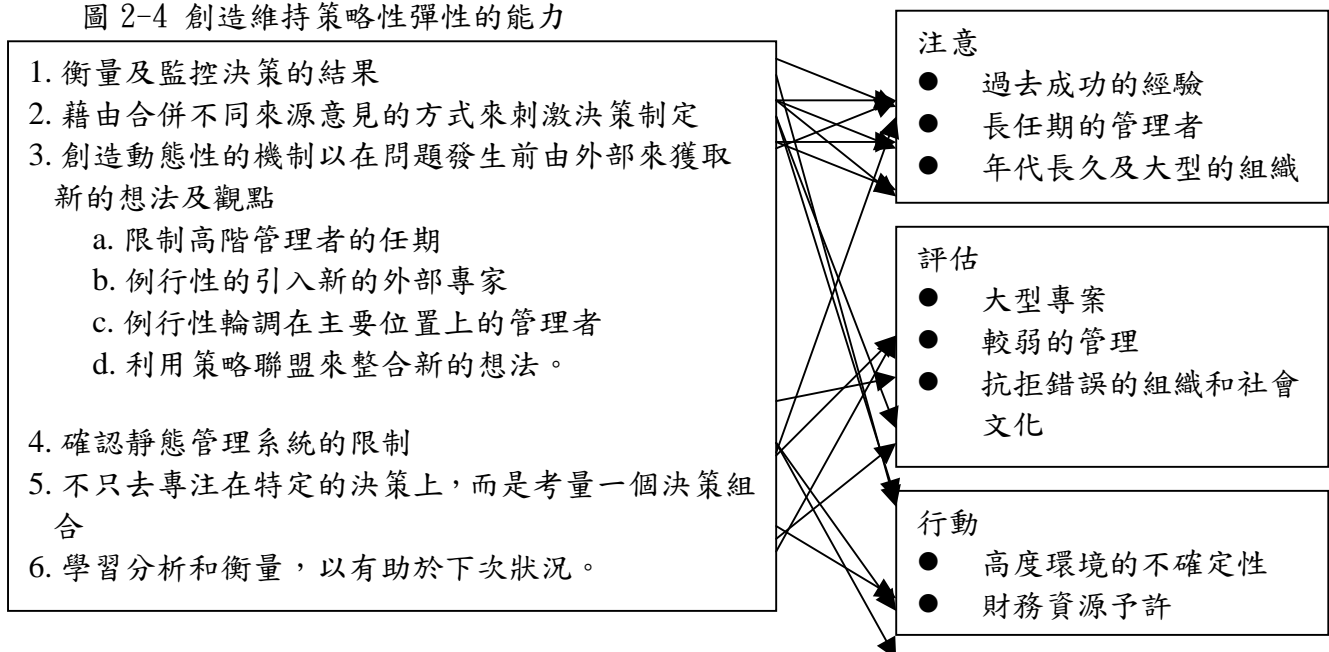 圖 2-4 創造維持策略性彈性的能力
1. 衡量及監控決策的結果
2. 藉由合併不同來源意見的方式來刺激決策制定
3. 創造動態性的機制以在問題發生前由外部來獲取
新的想法及觀點
a. 限制高階管理者的任期
b. 例行性的引入新的外部專家
c. 例行性輪調在主要位置上的管理者
d. 利用策略聯盟來整合新的想法。
4. 確認靜態管理系統的限制
5. 不只去專注在特定的決策上，而是考量一個決策組
合
6. 學習分析和衡量，以有助於下次狀況。
注意
● 過去成功的經驗
● 長任期的管理者
● 年代長久及大型的組織
評估
● 大型專案
● 較弱的管理
● 抗拒錯誤的組織和社會
文化
行動
● 高度環境的不確定性
● 財務資源予許